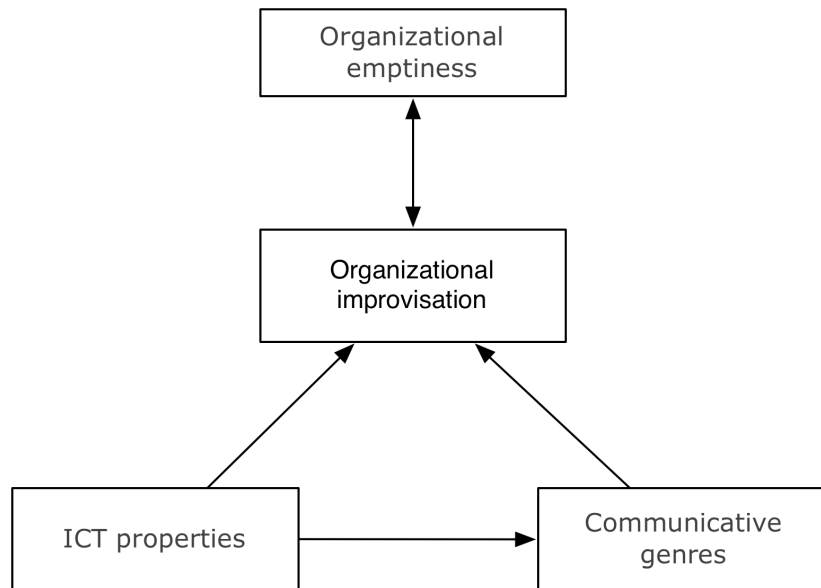 Organizational
emptiness
Organizational
improvisation
ICT properties
Communicative
genres